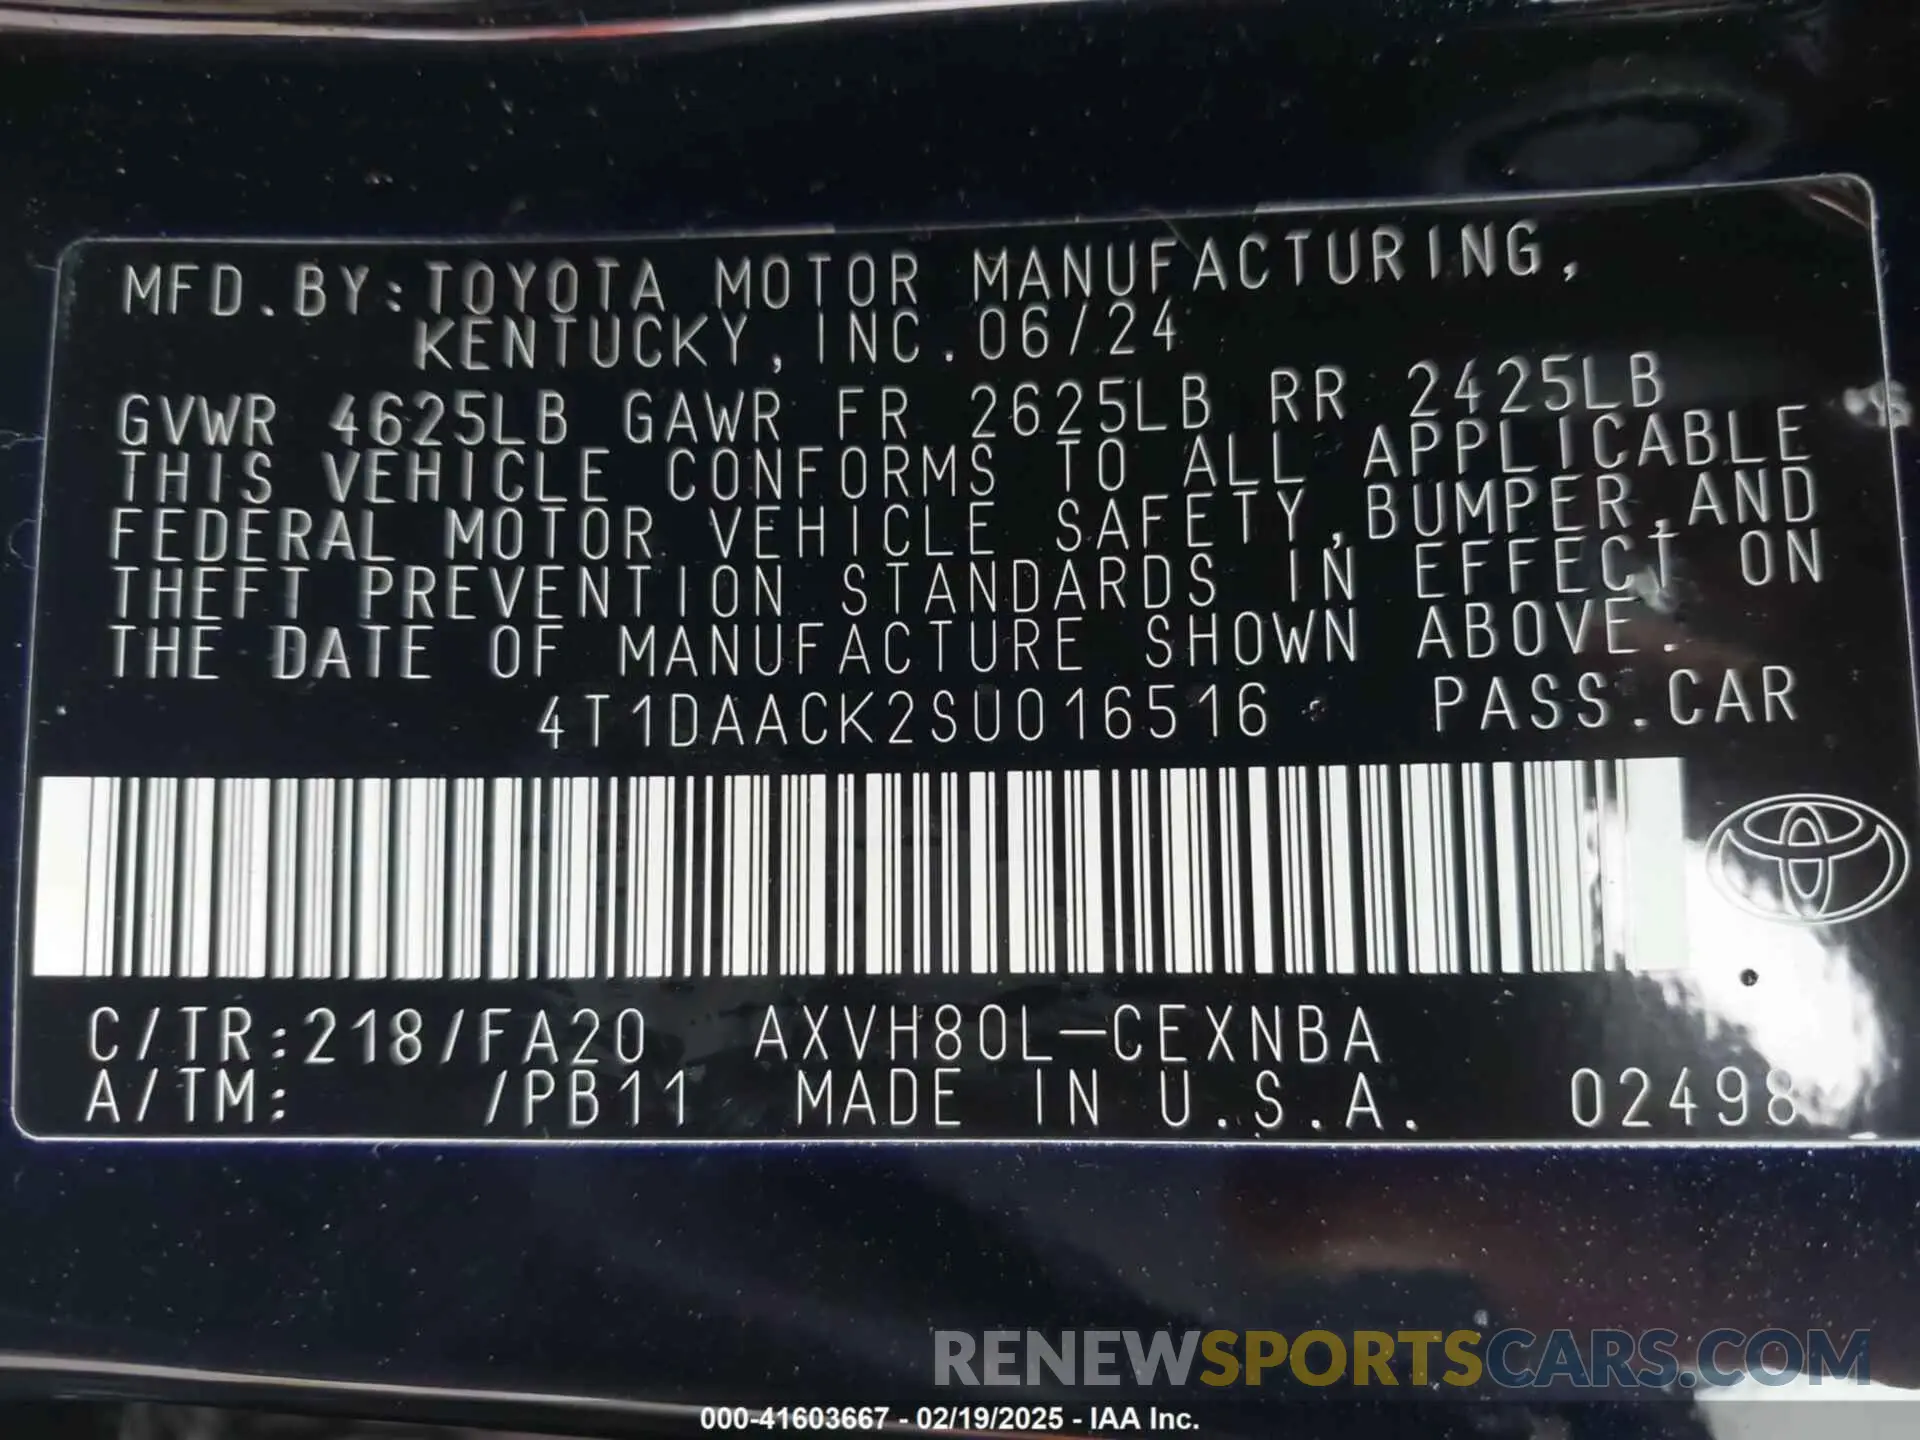 MFD.BY:TOYOTA MOTOR MANUFACTURING,
KENTUCKY,INC.06/24
GVWR 4625LB GAWR FR 2625LB RR 2425LB
THIS VEHICLE CONFORMS TO ALL APPLICABLE
FEDERAL MOTOR VEHICLE SAFETY,BUMPER,AND
THEFT PREVENTION STANDARDS IN EFFECT ON
THE DATE OF MANUFACTURE SHOWN ABOVE.
4T1DAACK2SU016516 PASS.CAR
C/TR:218/FA20 AXVH80L-CEXNBA
A/TM: /PB11 MADE IN U.S.A. 02498
RENEWSPORTSCARS.COM
000-41603667 - 02/19/2025 - IAA Inc.